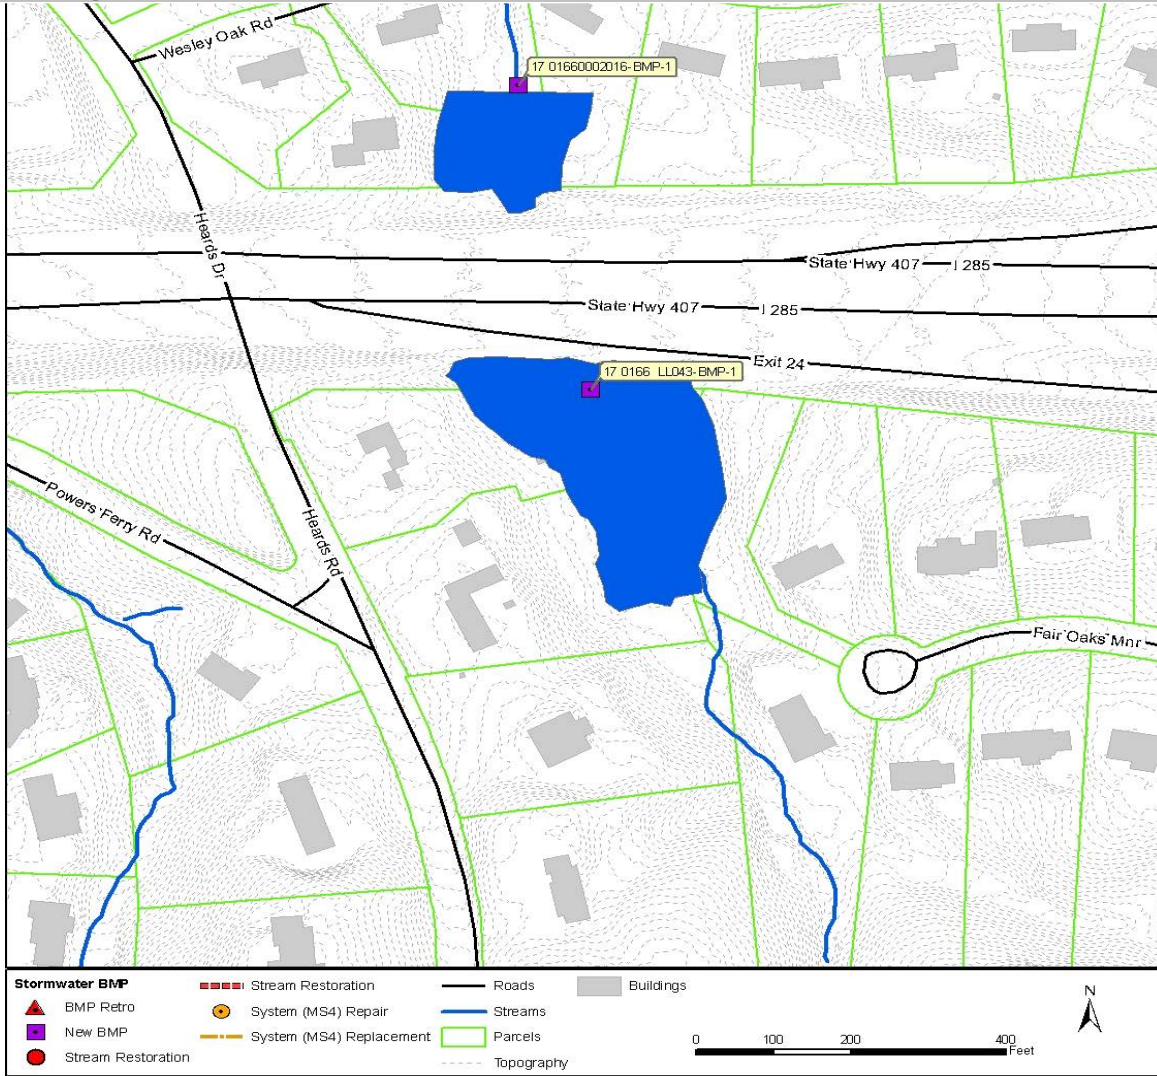 Wesley Oak Rd
17 01660002016-BMP-1
Heards Dr
State Hwy 407
I 285
State Hwy 407
I 285
Exit 24
17 0166 LL043-BMP-1
Powers Ferry Rd
Heards Rd
Fair Oaks Mnr
Stormwater BMP
BMP Retro
New BMP
Stream Restoration
Stream Restoration
System (MS4) Repair
System (MS4) Replacement
Roads
Streams
Parcels
Topography
Buildings
N
0 100 200 400
Feet